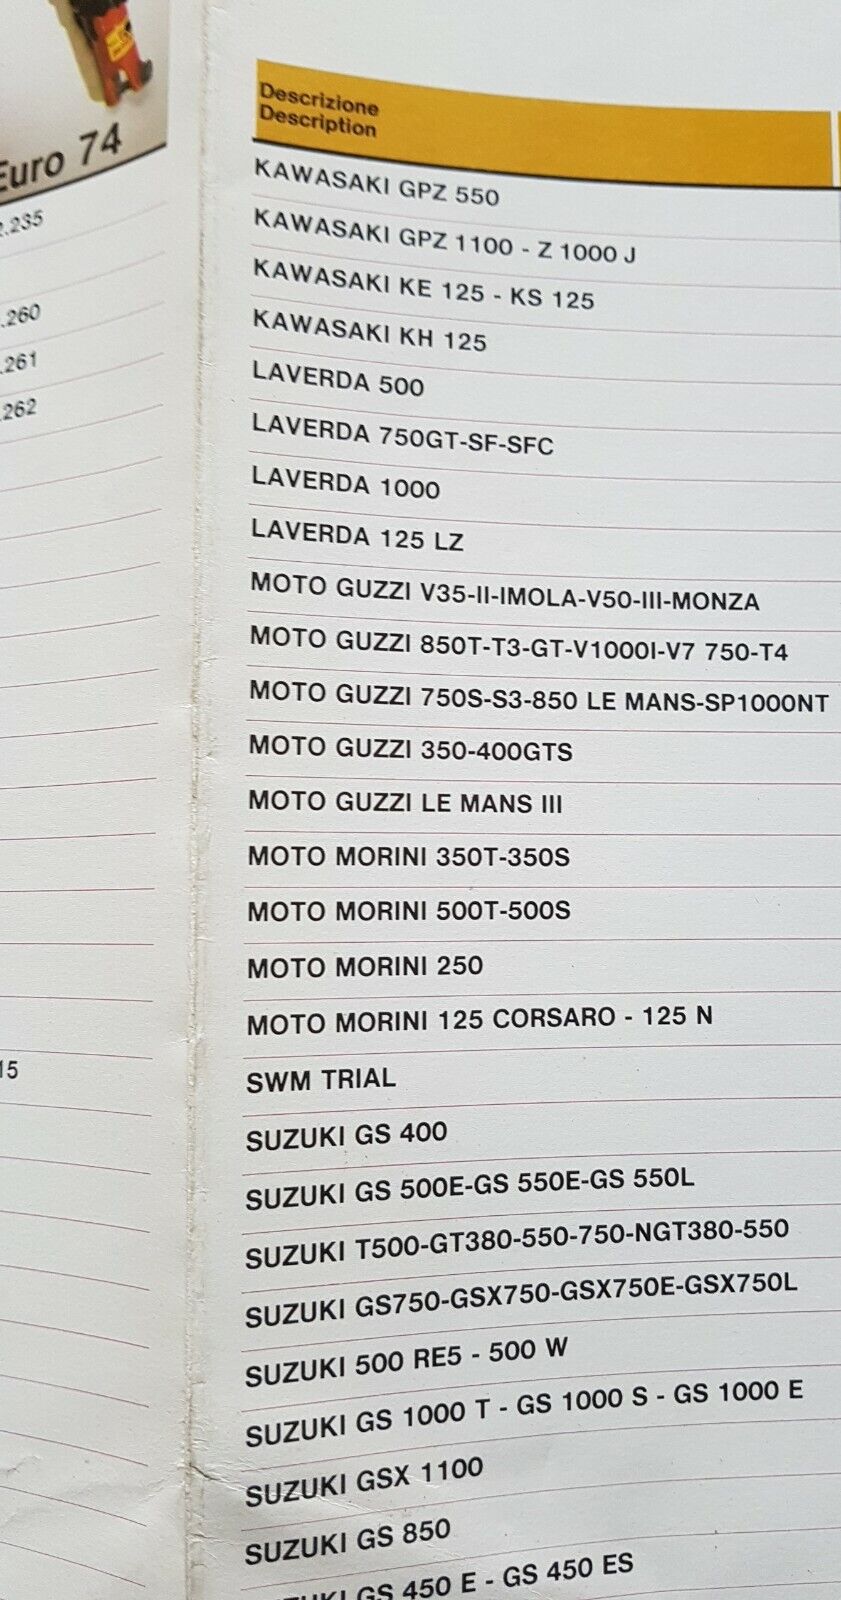 Euro 74
.235
.260
.261
.262
15
Descrizione
Description
KAWASAKI GPZ 550
KAWASAKI GPZ 1100 - Z 1000 J
KAWASAKI KE 125 - KS 125
KAWASAKI KH 125
LAVERDA 500
LAVERDA 750GT-SF-SFC
LAVERDA 1000
LAVERDA 125 LZ
MOTO GUZZI V35-II-IMOLA-V50-III-MONZA
MOTO GUZZI 850T-T3-GT-V1000I-V7 750-T4
MOTO GUZZI 750S-S3-850 LE MANS-SP1000NT
MOTO GUZZI 350-400GTS
MOTO GUZZI LE MANS III
MOTO MORINI 350T-350S
MOTO MORINI 500T-500S
MOTO MORINI 250
MOTO MORINI 125 CORSARO - 125 N
SWM TRIAL
SUZUKI GS 400
SUZUKI GS 500E-GS 550E-GS 550L
SUZUKI T500-GT380-550-750-NGT380-550
SUZUKI GS750-GSX750-GSX750E-GSX750L
SUZUKI 500 RE5 - 500 W
SUZUKI GS 1000 T - GS 1000 S - GS 1000 E
SUZUKI GSX 1100
SUZUKI GS 850
SUZUKI GS 450 E - GS 450 ES